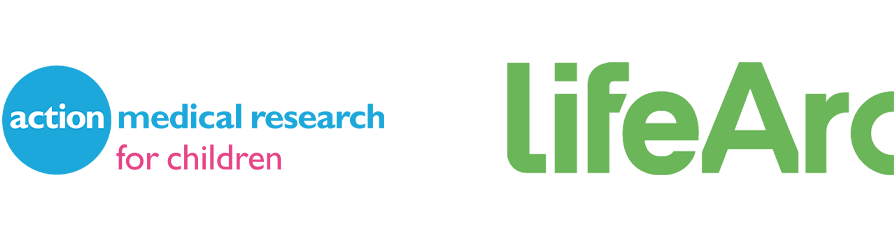 action medical research
for children
lifeArc